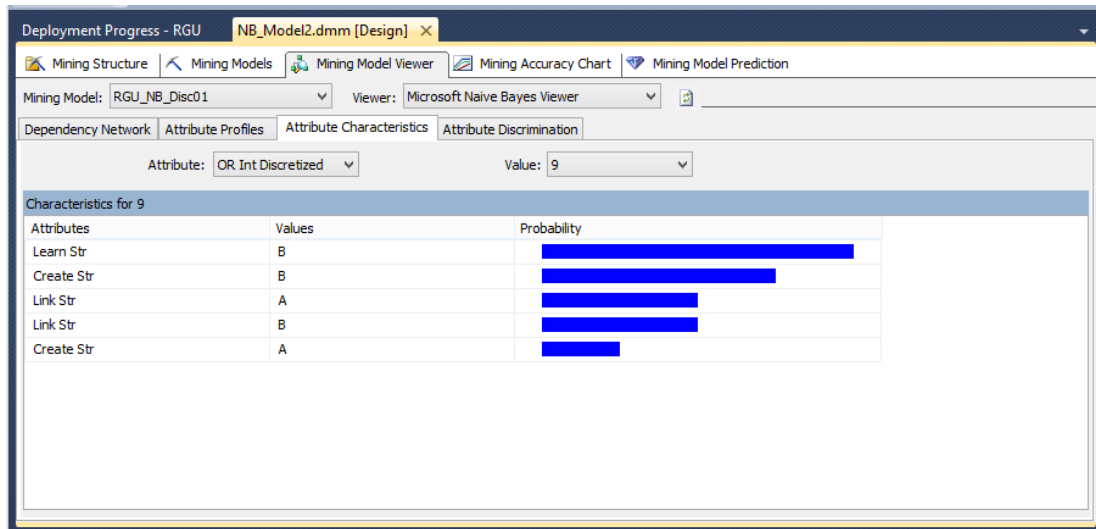 Deployment Progress - RGU NB_Model2.dmm [Design]
Mining Structure Mining Models Mining Model Viewer Mining Accuracy Chart Mining Model Prediction
Mining Model: RGU_NB_Disc01 Viewer: Microsoft Naive Bayes Viewer
Dependency Network Attribute Profiles Attribute Characteristics Attribute Discrimination
Attribute: OR Int Discretized Value: 9
Characteristics for 9
Attributes Values Probability
Learn Str B
Create Str B
Link Str A
Link Str B
Create Str A